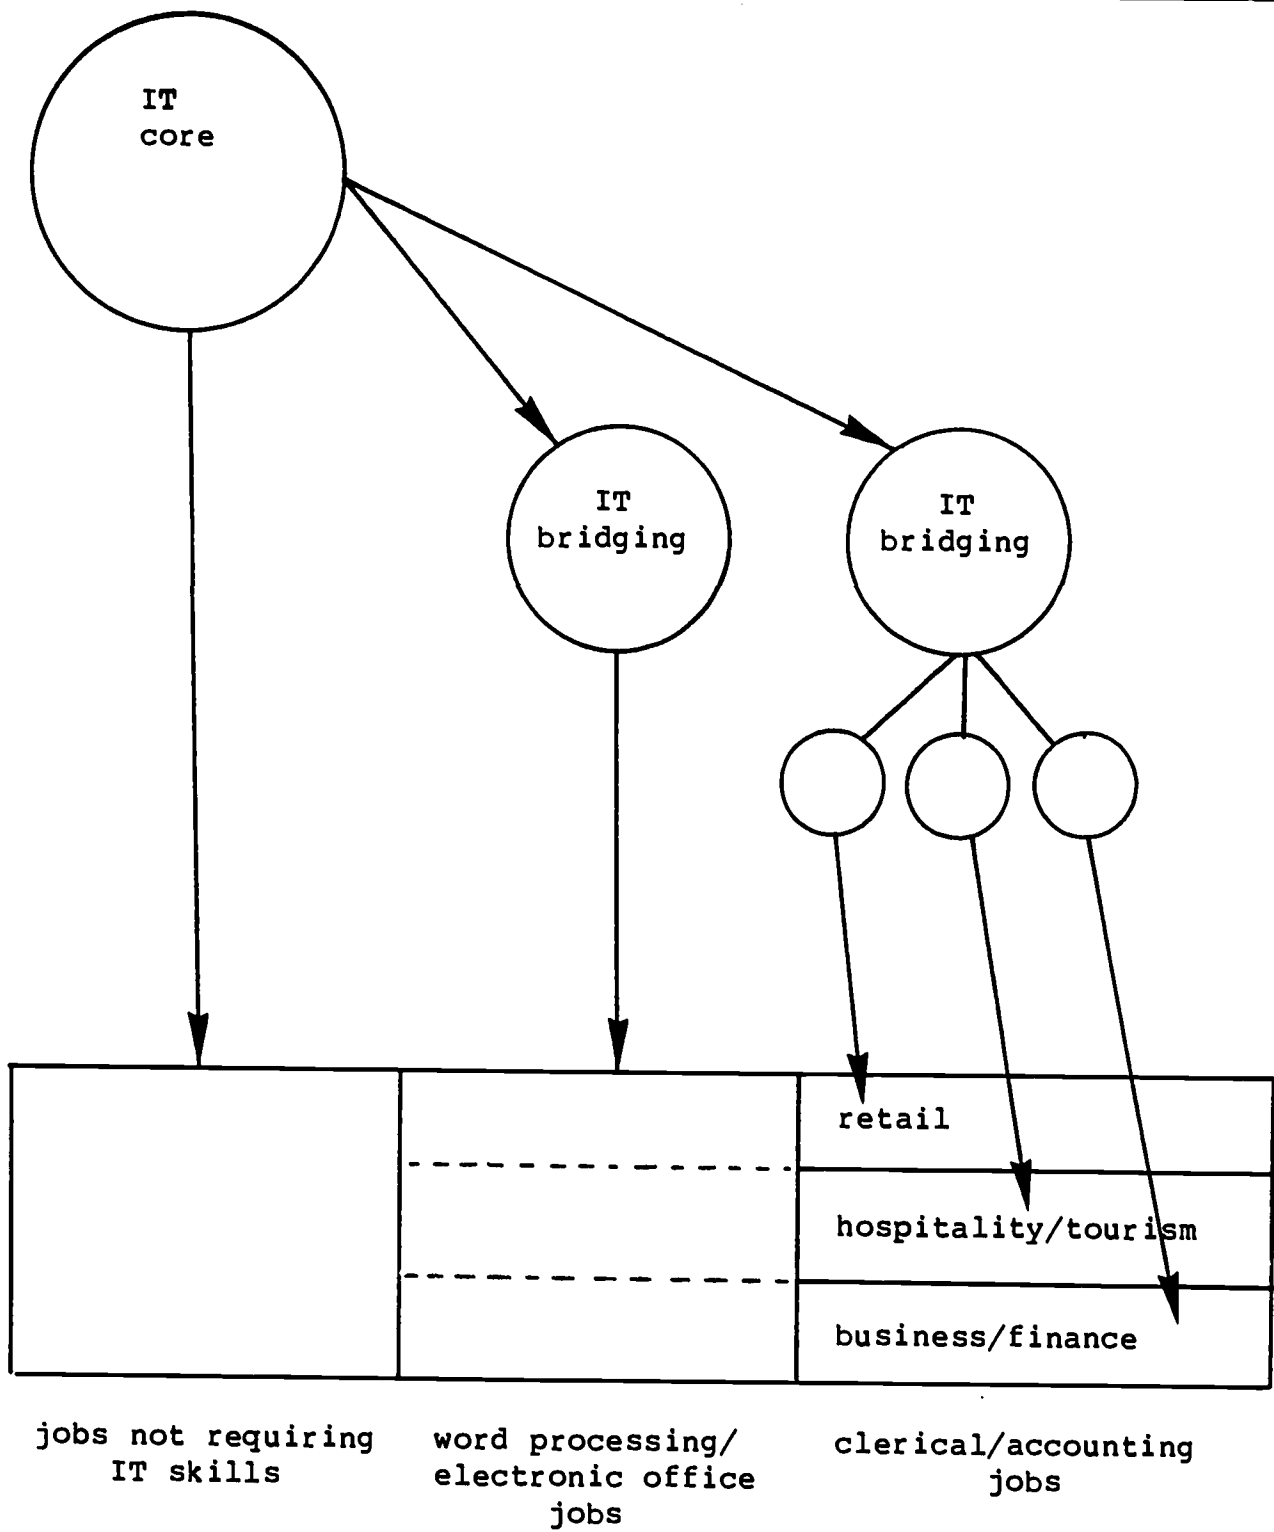 IT
core
IT
bridging
IT
bridging
retail
hospitality/tourism
business/finance
jobs not requiring
IT skills
word processing/
electronic office
jobs
clerical/accounting
jobs